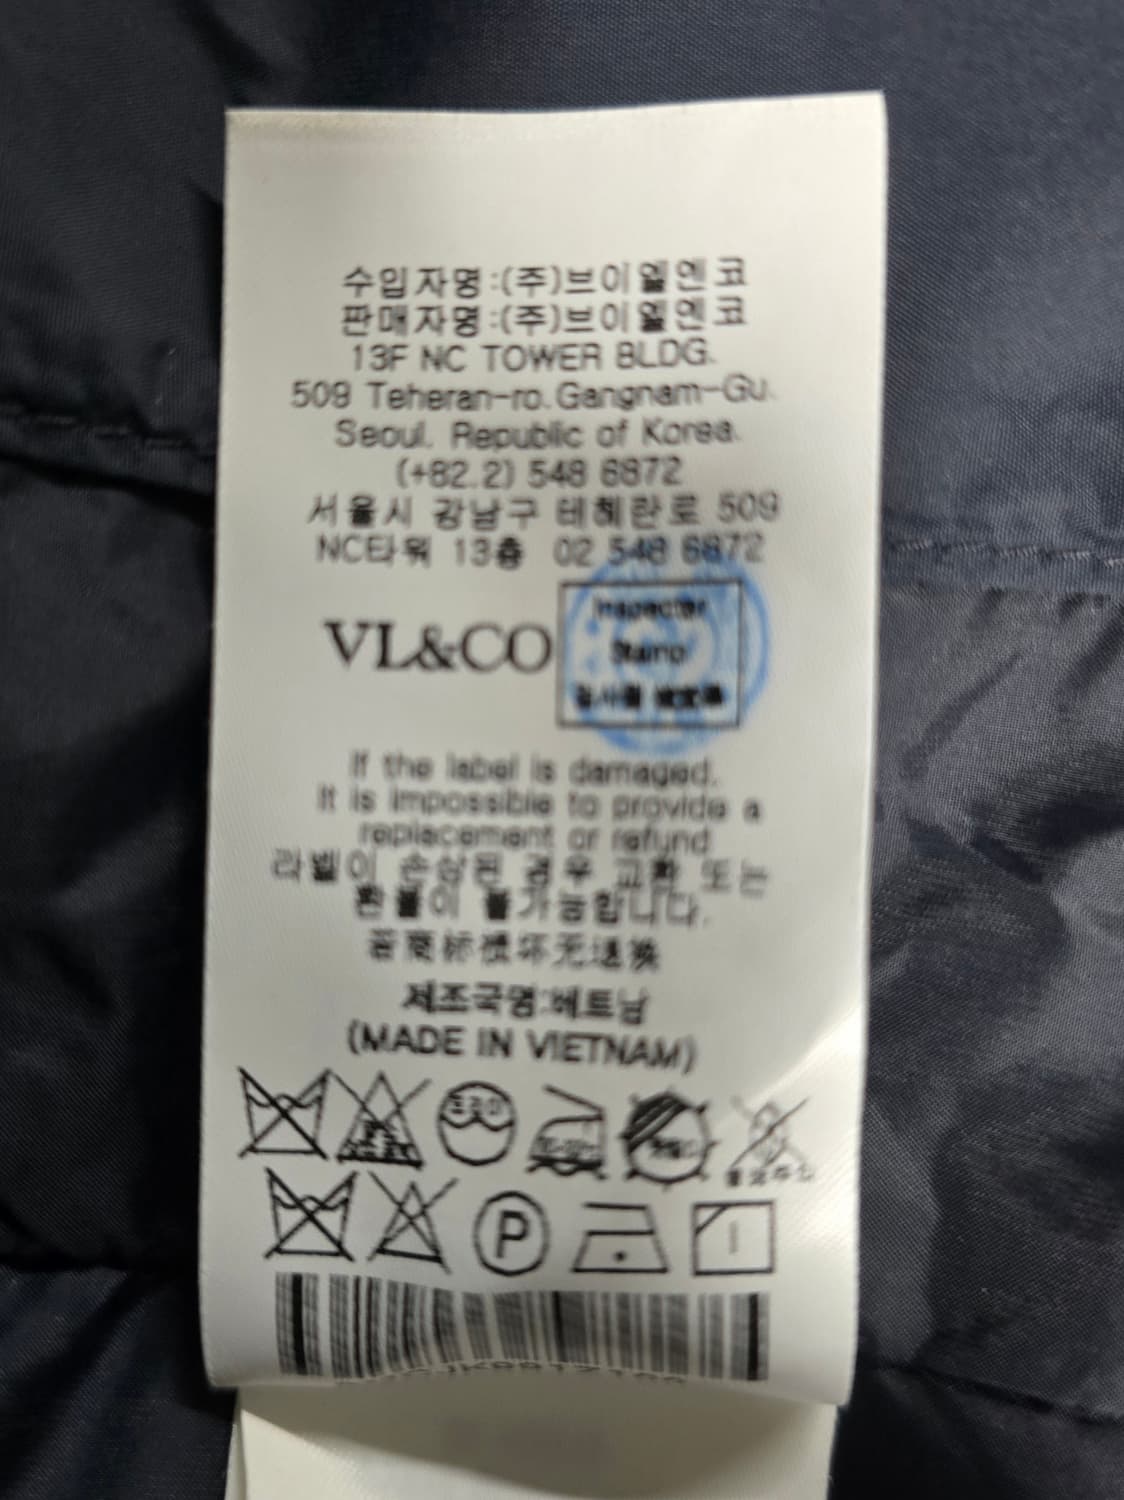 수입자명:(주)브이엘엔코
판매자명:(주)브이엘엔코
13F NC TOWER BLDG.
509 Teheran-ro.Gangnam-Gu.
Seoul. Republic of Korea.
(+82.2) 548 6872
서울시 강남구 테헤란로 509
NC타워 13층 02 548 6872
VL&CO
Inspector
Stamp
If the label is damaged.
It is impossible to provide a
replacement or refund
라벨이 손상된 경우 교환 또는
환불이 불가능합니다.
제조국명:베트남
(MADE IN VIETNAM)
P